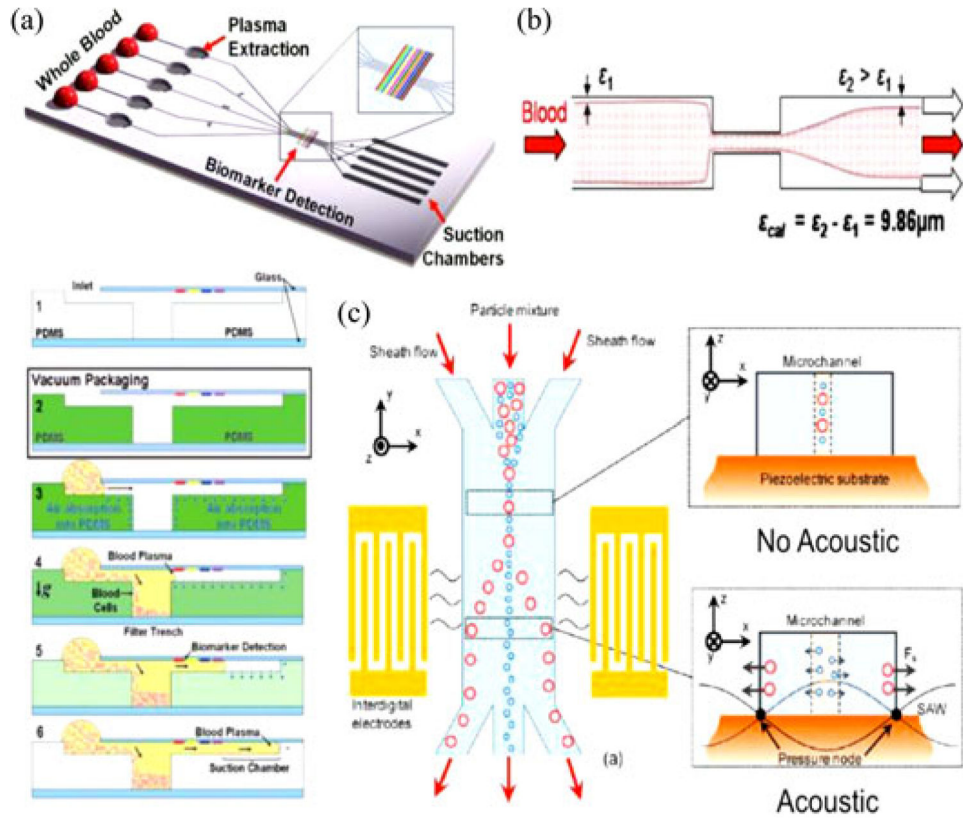 (a)
Whole Blood
Plasma
Extraction
Biomarker Detection
Suction
Chambers
(b)
ε1
ε2 > ε1
Blood
εcal = ε2 - ε1 = 9.86µm
Inlet
Glass
1
PDMS
PDMS
Vacuum Packaging
2
PDMS
PDMS
3
Air absorption
into PDMS
Air absorption
into PDMS
4
Blood Plasma
1g
Blood
Cells
Filter Trench
5
Biomarker Detection
6
Blood Plasma
Suction Chamber
(c)
Particle mixture
Sheath flow
Sheath flow
y
x
z
Interdigital
electrodes
(a)
z
Microchannel
x
y
Piezoelectric substrate
No Acoustic
z
Microchannel
x
y
SAW
Pressure node
Acoustic